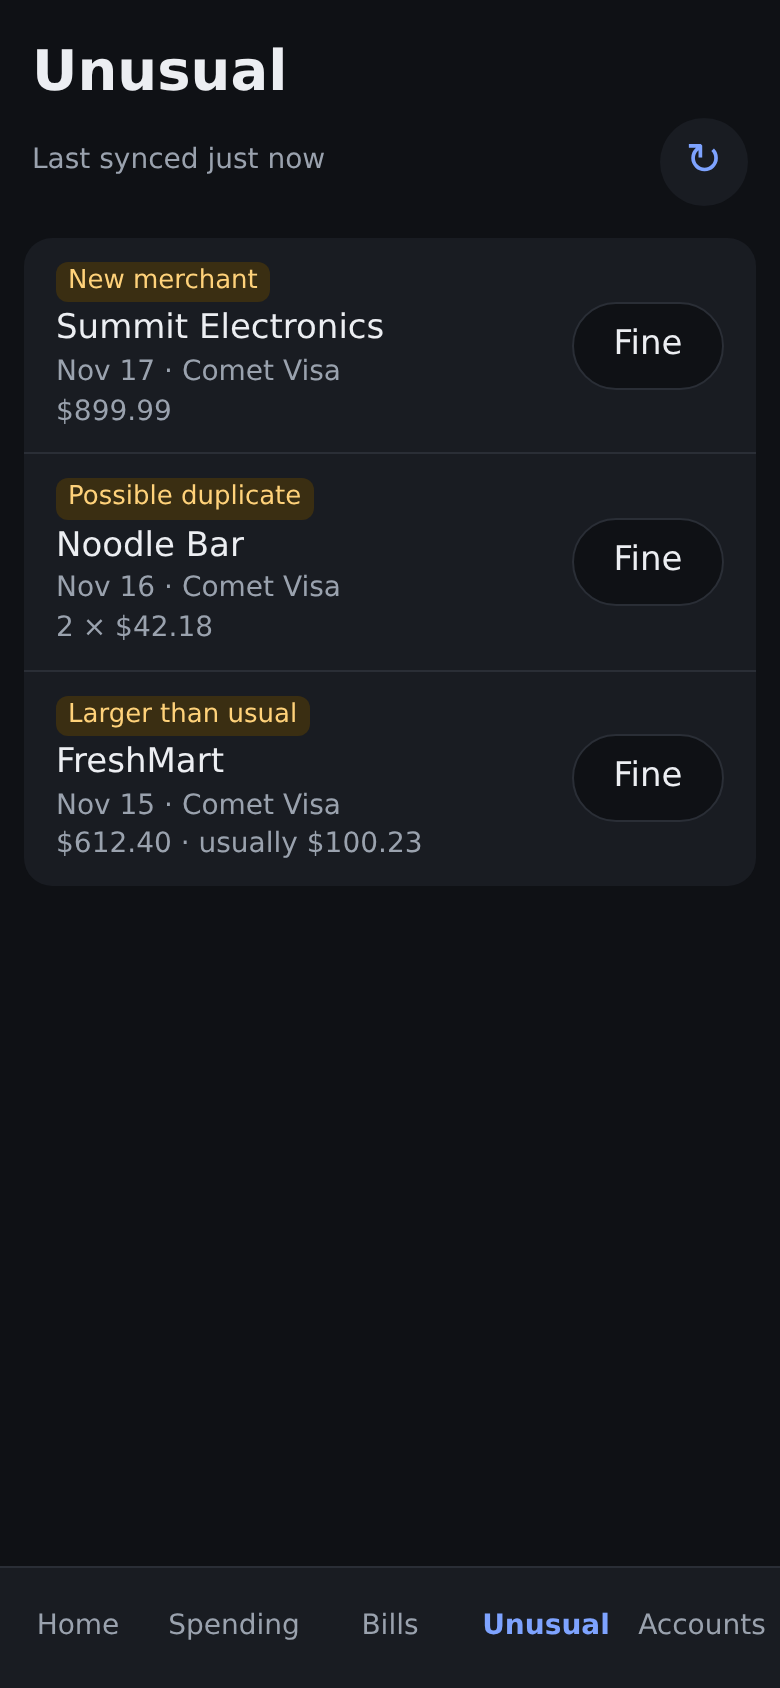 Unusual
Last synced just now
↻
New merchant
Summit Electronics
Nov 17 · Comet Visa
$899.99
Fine
Possible duplicate
Noodle Bar
Nov 16 · Comet Visa
2 × $42.18
Fine
Larger than usual
FreshMart
Nov 15 · Comet Visa
$612.40 · usually $100.23
Fine
Home Spending Bills Unusual Accounts